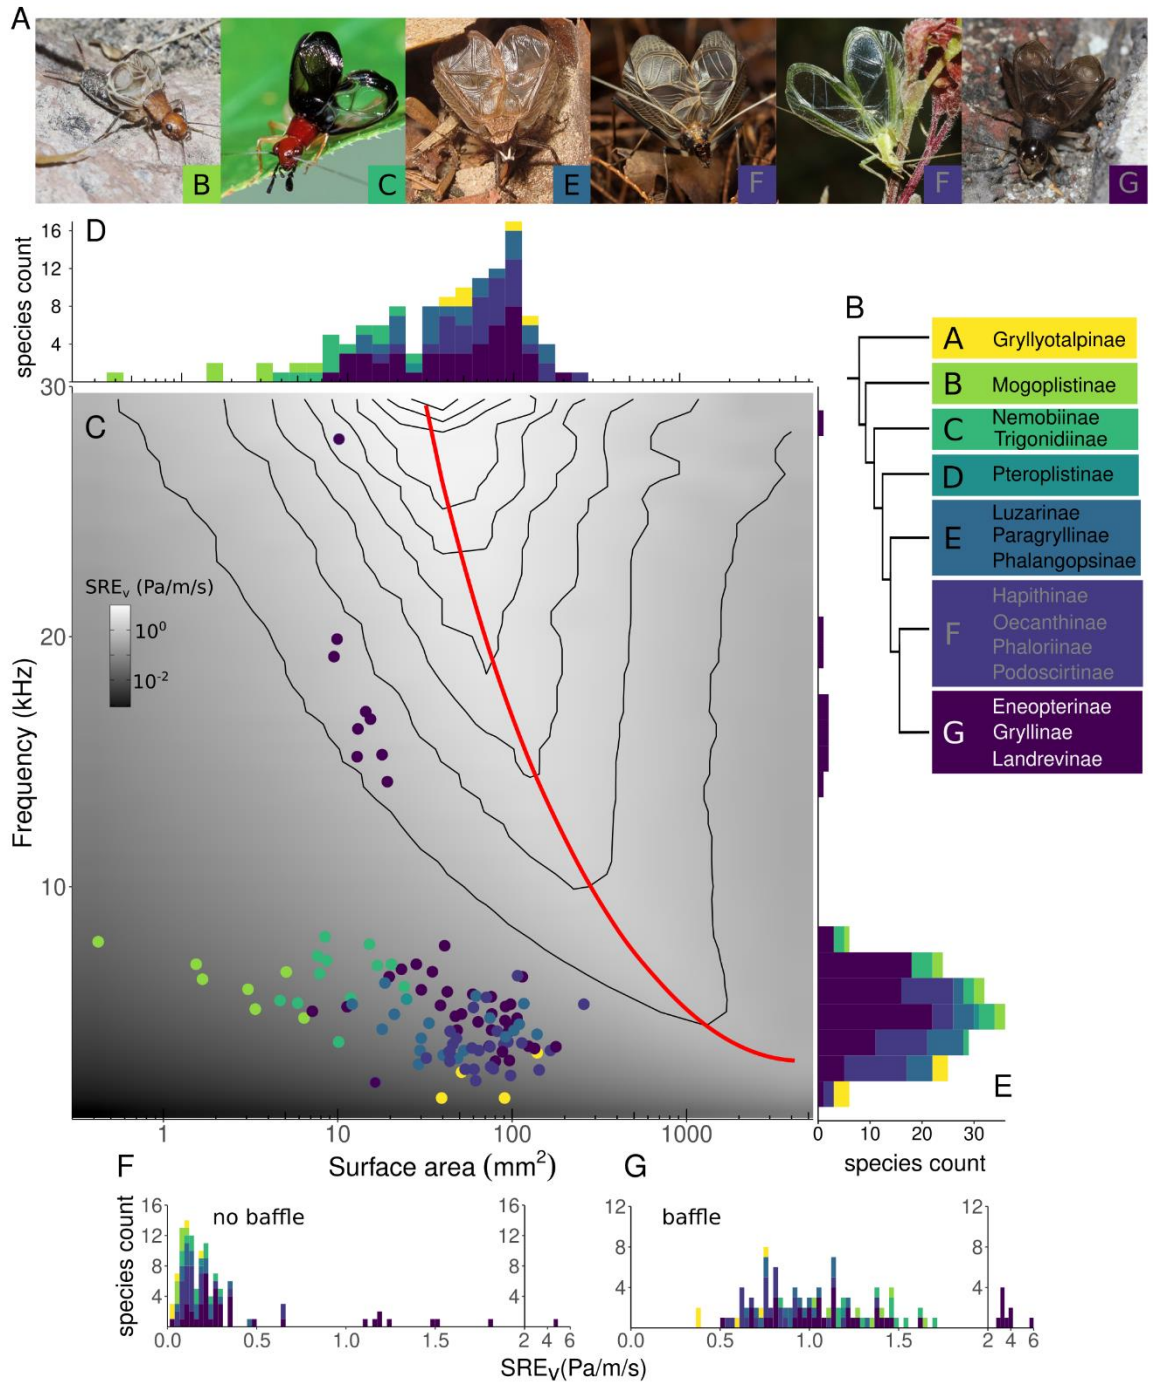 A
B
C
E
F
F
G
D
species count
16
12
8
4
B
A Gryllyotalpinae
B Mogoplistinae
C Nemobiinae
Trigonidiinae
D Pteroplistinae
E Luzarinae
Paragryllinae
Phalangopsinae
F Hapithinae
Oecanthinae
Phaloriinae
Podoscirtinae
G Eneopterinae
Gryllinae
Landrevinae
C
30
20
10
Frequency (kHz)
SREv (Pa/m/s)
10⁰
10⁻²
1 10 100 1000
Surface area (mm²)
E
0 10 20 30
species count
F
no baffle
species count
16
12
8
4
16
12
8
4
0.0 0.5 1.0 1.5 2 4 6
G
baffle
12
8
4
12
8
4
0.0 0.5 1.0 1.5 2 4 6
SREv(Pa/m/s)